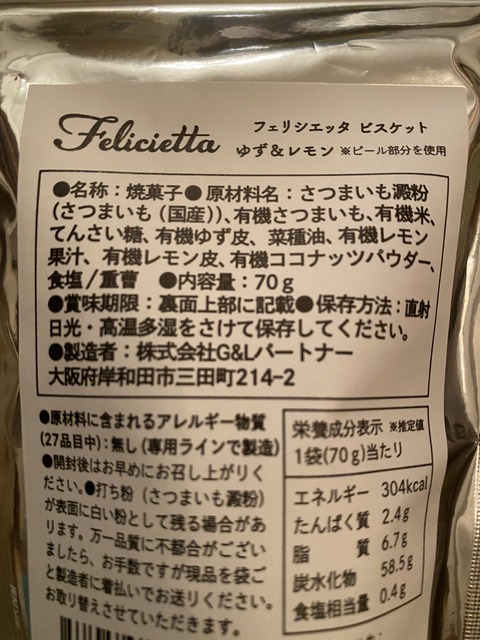 Felicietta
フェリシエッタ ビスケット
ゆず&レモン ※ピール部分を使用
●名称：焼菓子●原材料名：さつまいも澱粉
(さつまいも（国産))、有機さつまいも、有機米、
てんさい糖、有機ゆず皮、菜種油、有機レモン
果汁、有機レモン皮、有機ココナッツパウダー、
食塩/重曹 ●内容量：70g
●賞味期限：裏面上部に記載●保存方法：直射
日光・高温多湿をさけて保存してください。
●製造者：株式会社G&Lパートナー
大阪府岸和田市三田町214-2
●原材料に含まれるアレルギー物質
(27品目中)：無し(専用ラインで製造)
●開封後はお早めにお召し上がりく
ださい。●打ち粉（さつまいも澱粉）
が表面に白い粉として残る場合があ
ります。万一品質に不都合がござい
ましたら、お手数ですが現品を袋ご
と製造者に着払いでお送りください。
お取り替えさせていただきます。
栄養成分表示 ※推定値
1袋(70g)当たり
エネルギー 304kcal
たんぱく質 2.4g
脂質 6.7g
炭水化物 58.5g
食塩相当量 0.4g